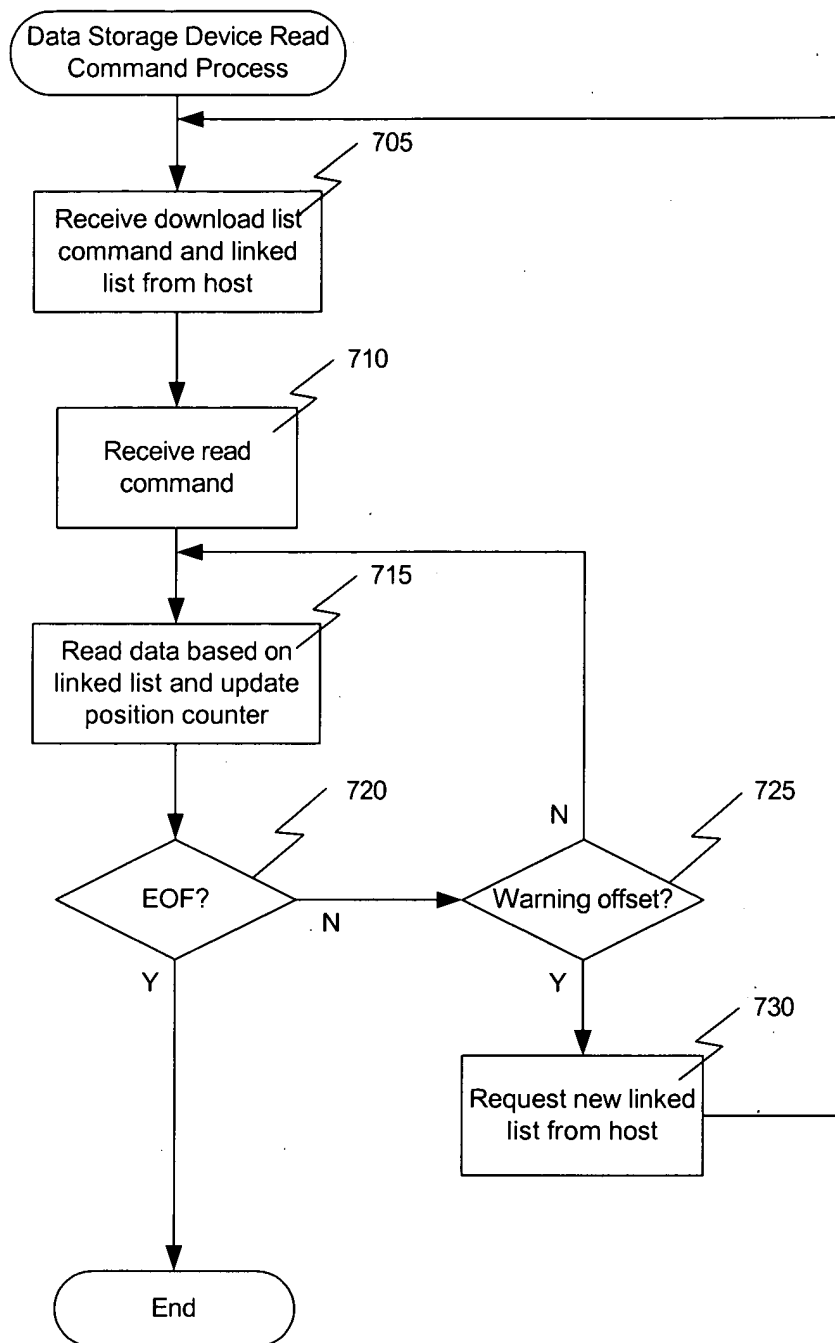 Data Storage Device Read
Command Process
705
Receive download list
command and linked
list from host
710
Receive read
command
715
Read data based on
linked list and update
position counter
720
EOF?
N
Y
725
N
Warning offset?
Y
730
Request new linked
list from host
End